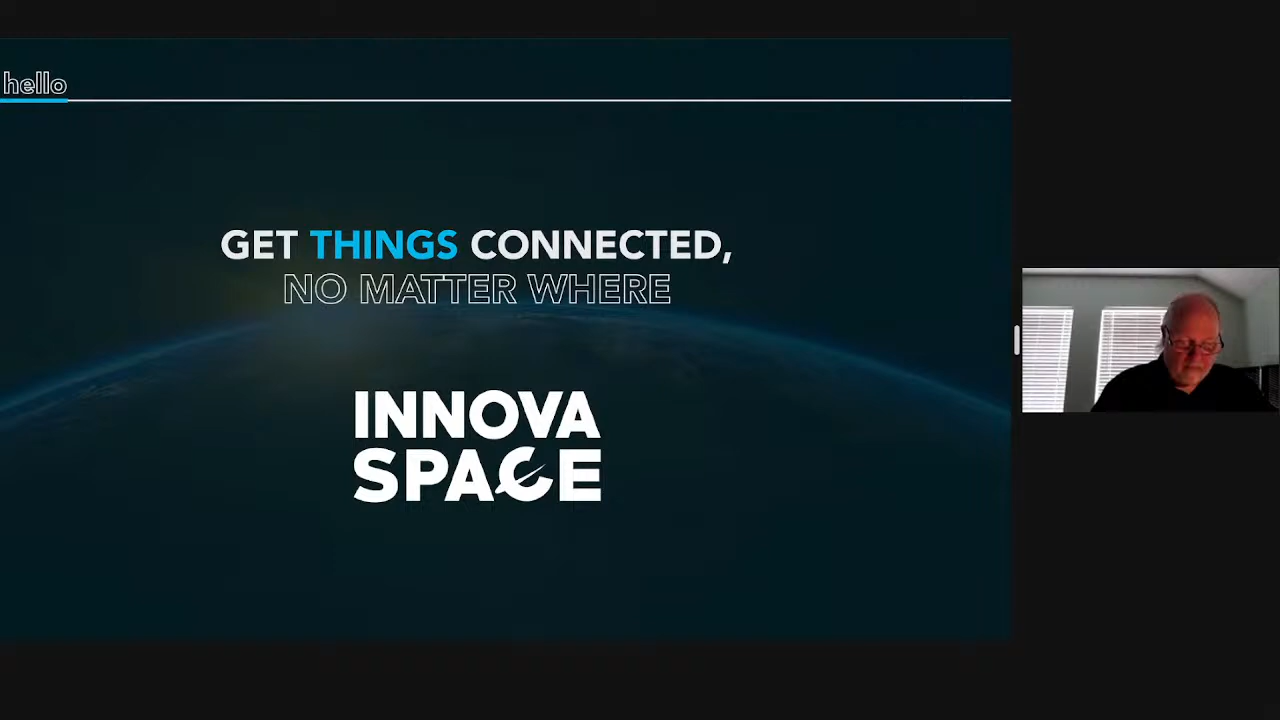 hello
GET THINGS CONNECTED,
NO MATTER WHERE
INNOVA
SPACE